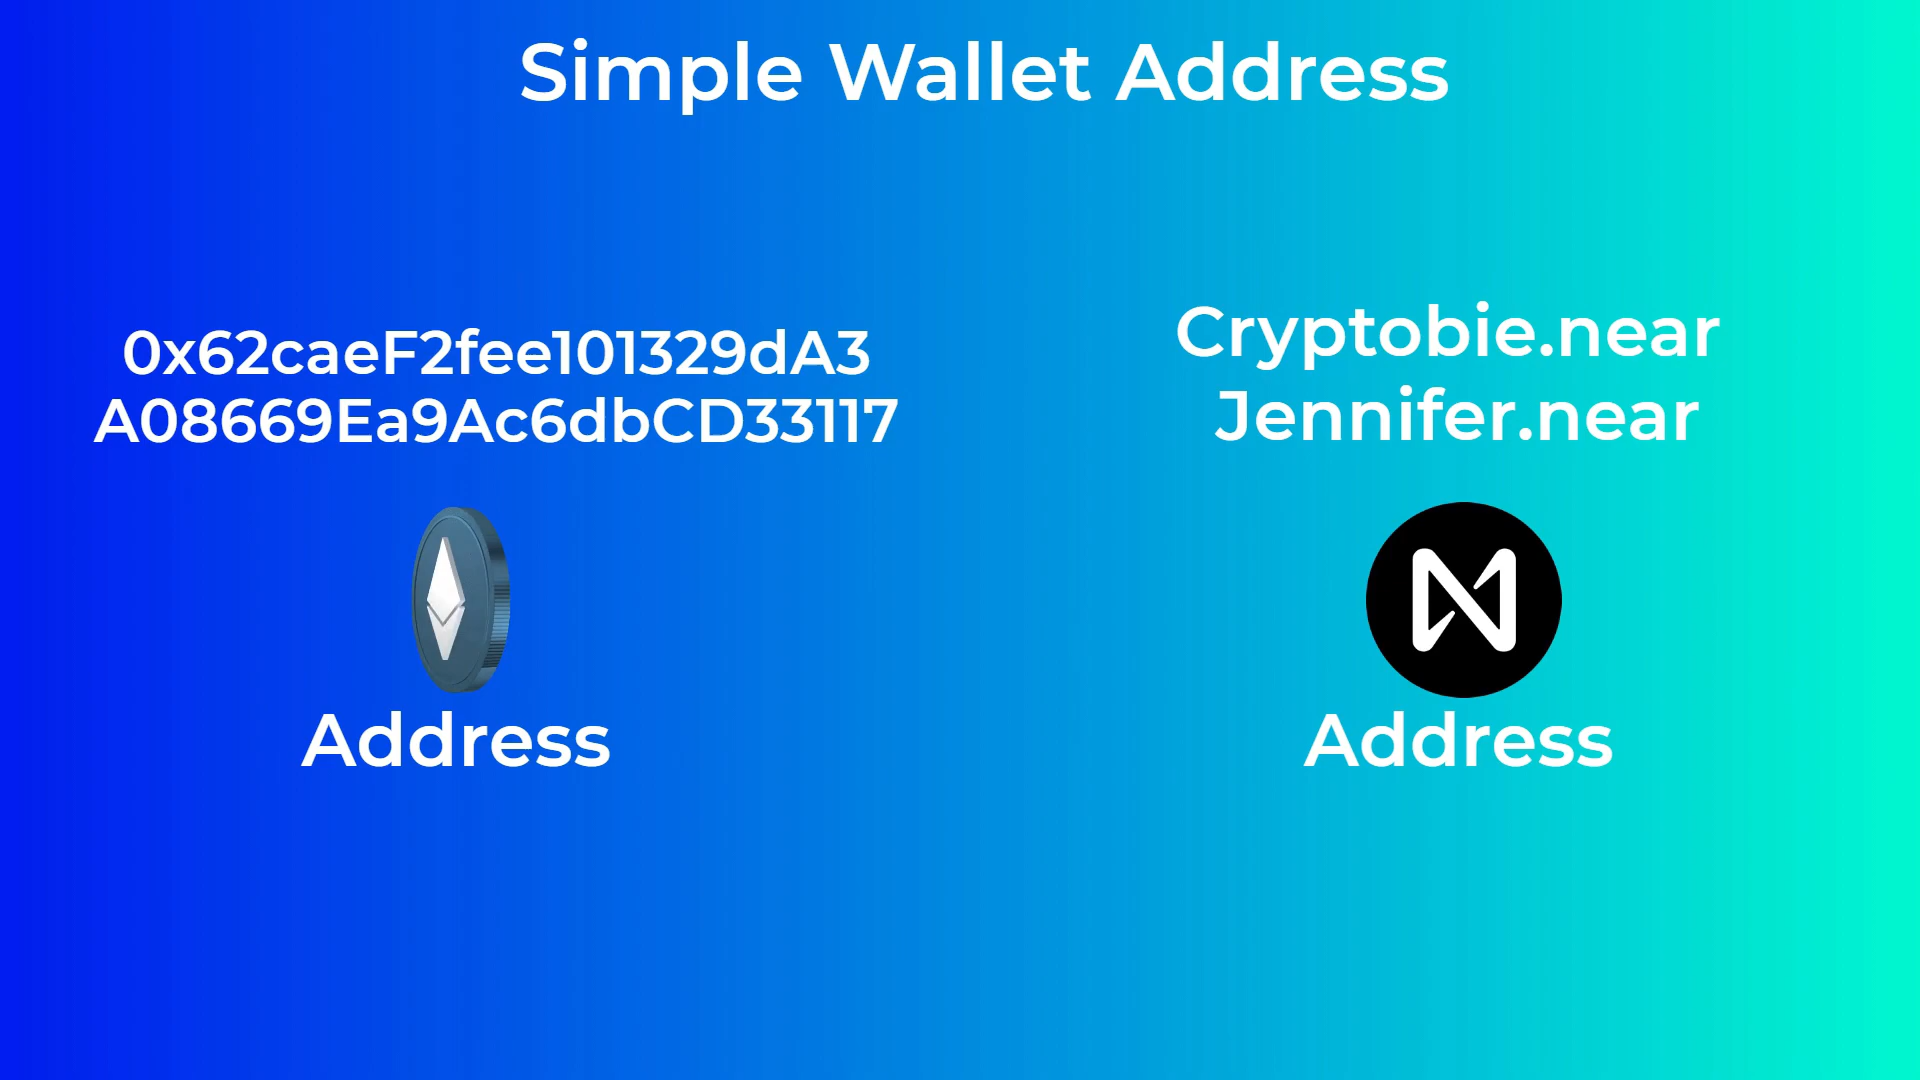 Simple Wallet Address
0x62caeF2fee101329dA3
A08669Ea9Ac6dbCD33117
Address
Cryptobie.near
Jennifer.near
Address